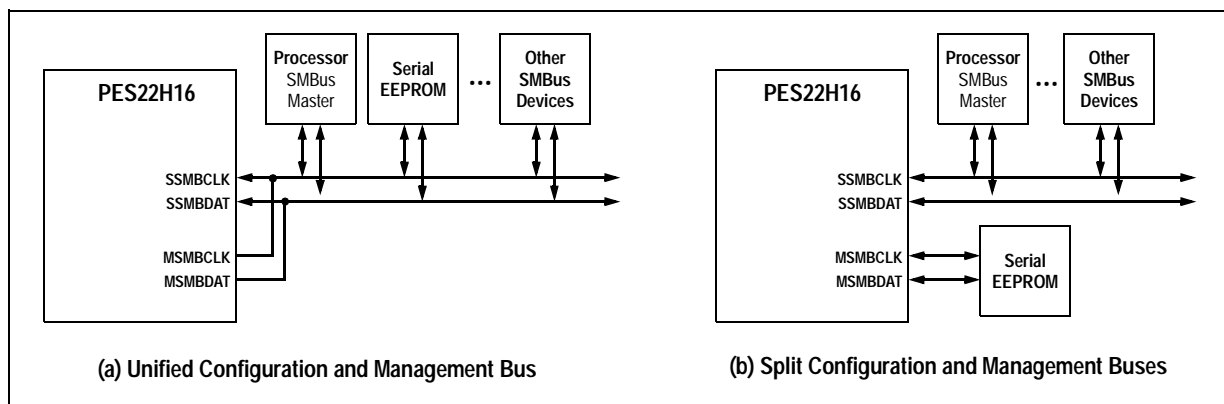 PES22H16
Processor
SMBus
Master
Serial
EEPROM
...
Other
SMBus
Devices
SSMBCLK
SSMBDAT
MSMBCLK
MSMBDAT
(a) Unified Configuration and Management Bus
PES22H16
Processor
SMBus
Master
...
Other
SMBus
Devices
SSMBCLK
SSMBDAT
MSMBCLK
MSMBDAT
Serial
EEPROM
(b) Split Configuration and Management Buses